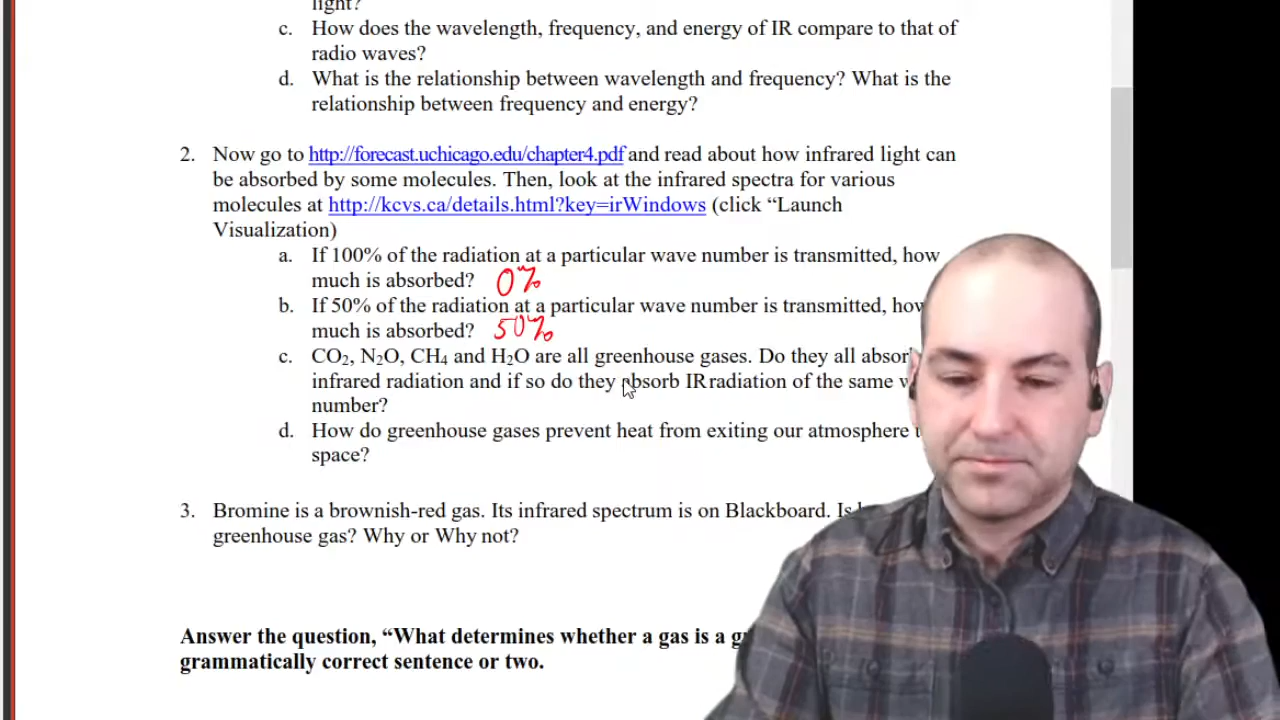 light?
c. How does the wavelength, frequency, and energy of IR compare to that of
radio waves?
d. What is the relationship between wavelength and frequency? What is the
relationship between frequency and energy?
2. Now go to http://forecast.uchicago.edu/chapter4.pdf and read about how infrared light can
be absorbed by some molecules. Then, look at the infrared spectra for various
molecules at http://kcvs.ca/details.html?key=irWindows (click “Launch
Visualization)
a. If 100% of the radiation at a particular wave number is transmitted, how
much is absorbed? 0%
b. If 50% of the radiation at a particular wave number is transmitted,
much is absorbed? 50%
c. CO₂, N₂O, CH₄ and H₂O are all greenhouse gases. Do they all
infrared radiation and if so do they absorb IR radiation of the same
number?
d. How do greenhouse gases prevent heat from exiting our atmosphere
space?
3. Bromine is a brownish-red gas. Its infrared spectrum is on Blackboard. Is
greenhouse gas? Why or Why not?
Answer the question, “What determines whether a gas is a
grammatically correct sentence or two.